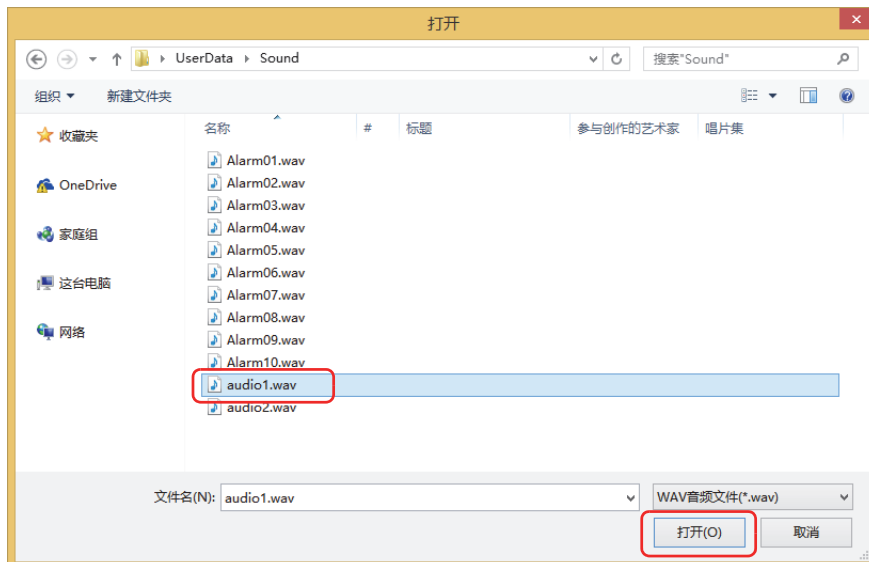 打开
UserData Sound
搜索"Sound"
组织 新建文件夹
收藏夹
OneDrive
家庭组
这台电脑
网络
名称 # 标题 参与创作的艺术家 唱片集
Alarm01.wav
Alarm02.wav
Alarm03.wav
Alarm04.wav
Alarm05.wav
Alarm06.wav
Alarm07.wav
Alarm08.wav
Alarm09.wav
Alarm10.wav
audio1.wav
audio2.wav
文件名(N): audio1.wav WAV音频文件(*.wav)
打开(O) 取消